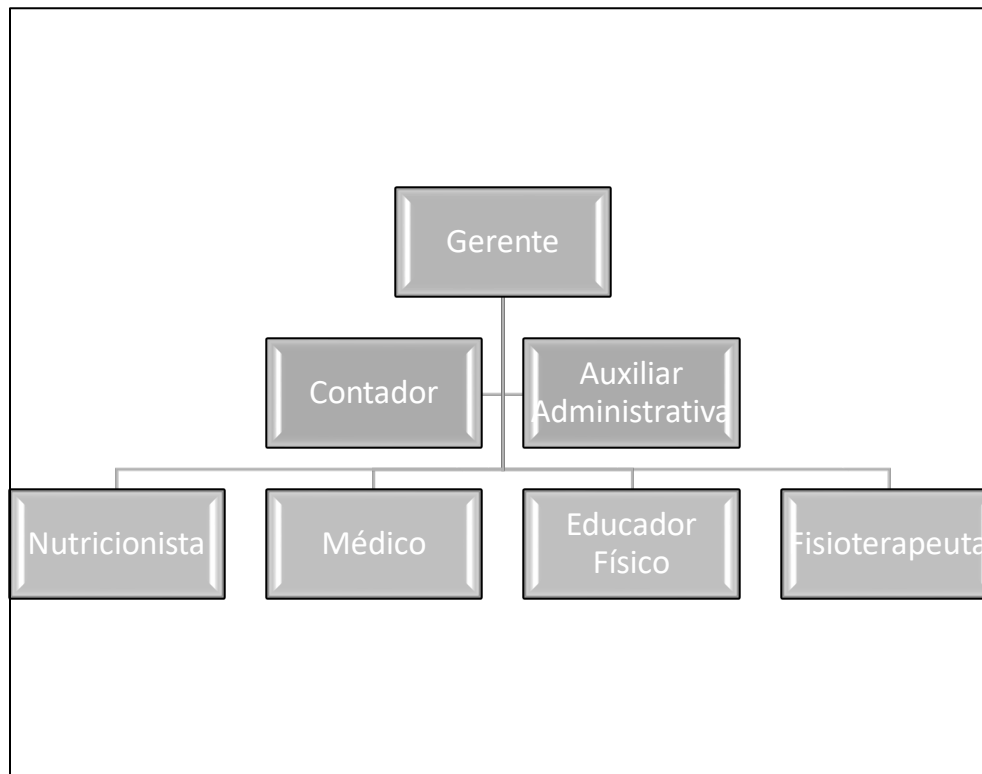 Gerente
Contador
Auxiliar
Administrativa
Nutricionista
Médico
Educador
Físico
Fisioterapeuta